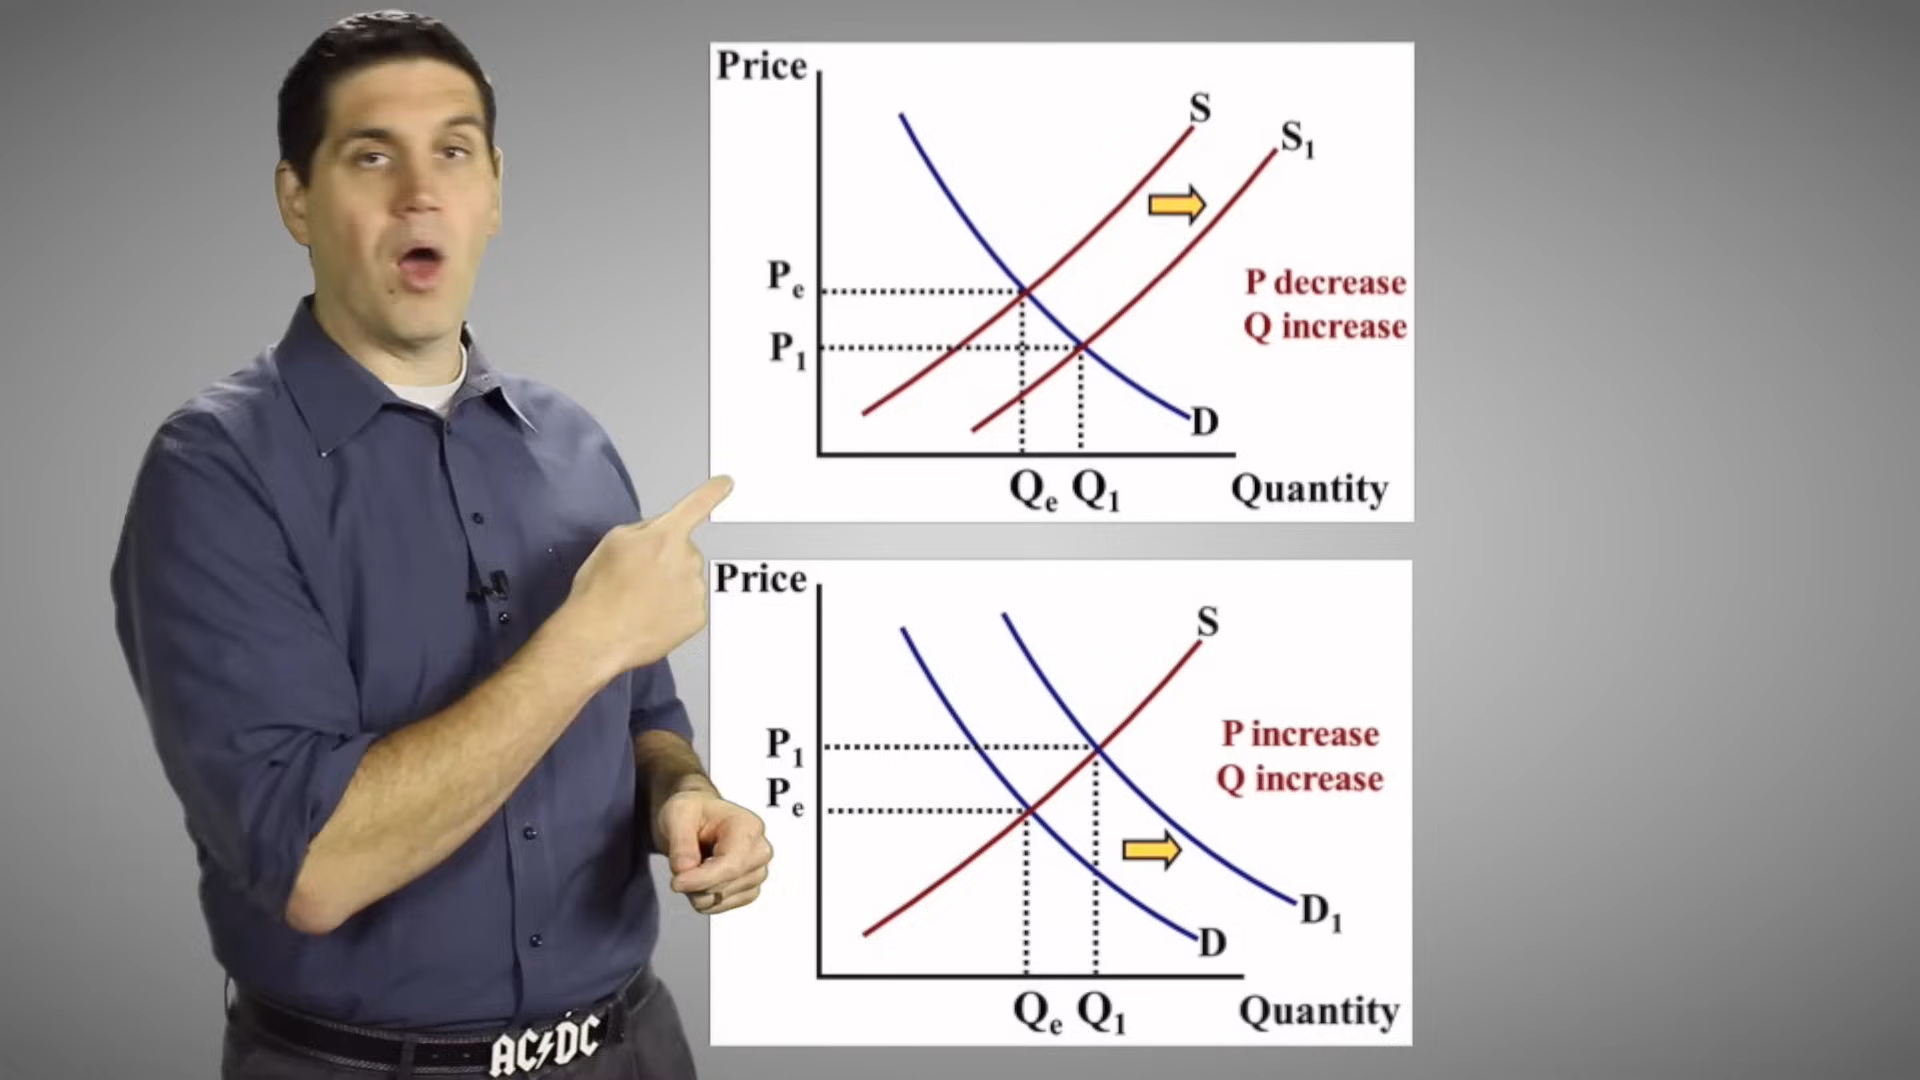 Price
S
S1
Pe
P decrease
Q increase
P1
D
Qe Q1
Quantity
Price
S
P1
P increase
Q increase
Pe
D1
D
Qe Q1
Quantity
AC⚡DC